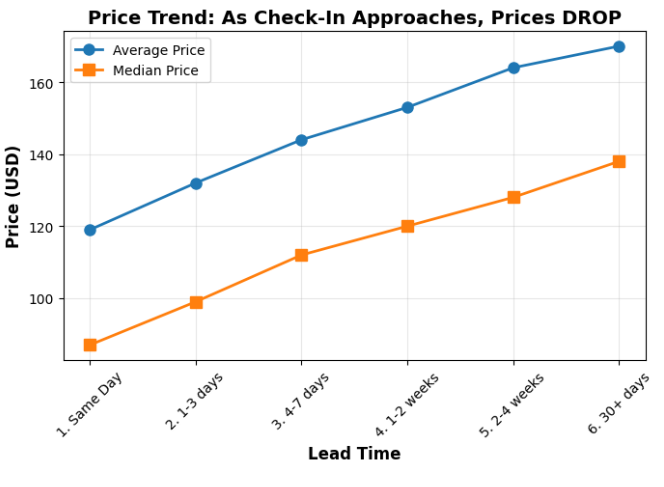 Price Trend: As Check-In Approaches, Prices DROP
Average Price
Median Price
Price (USD)
160
140
120
100
1. Same Day
2. 1-3 days
3. 4-7 days
4. 1-2 weeks
5. 2-4 weeks
6. 30+ days
Lead Time